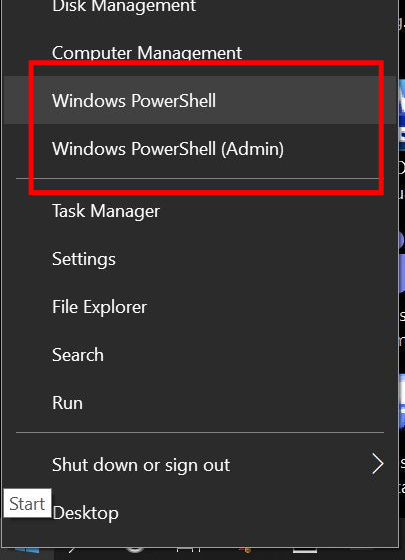 Disk Management
Computer Management
Windows PowerShell
Windows PowerShell (Admin)
Task Manager
Settings
File Explorer
Search
Run
Shut down or sign out
Start
Desktop